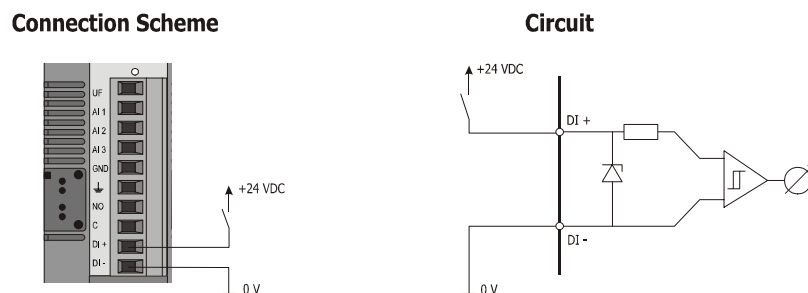 Connection Scheme
UF
AI 1
AI 2
AI 3
GND
NO
C
DI +
DI -
+24 VDC
0 V
Circuit
+24 VDC
DI +
DI -
0 V